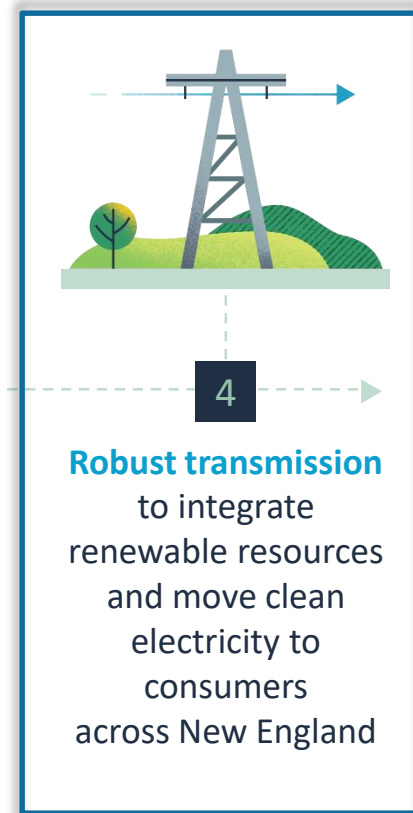 4
Robust transmission
to integrate
renewable resources
and move clean
electricity to
consumers
across New England